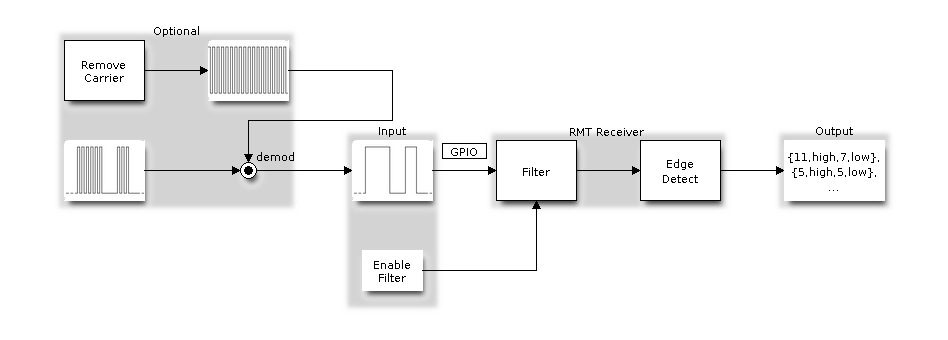 Optional
Remove
Carrier
demod
Input
GPIO
Enable
Filter
RMT Receiver
Filter
Edge
Detect
Output
{11,high,7,low},
{5,high,5,low},
...